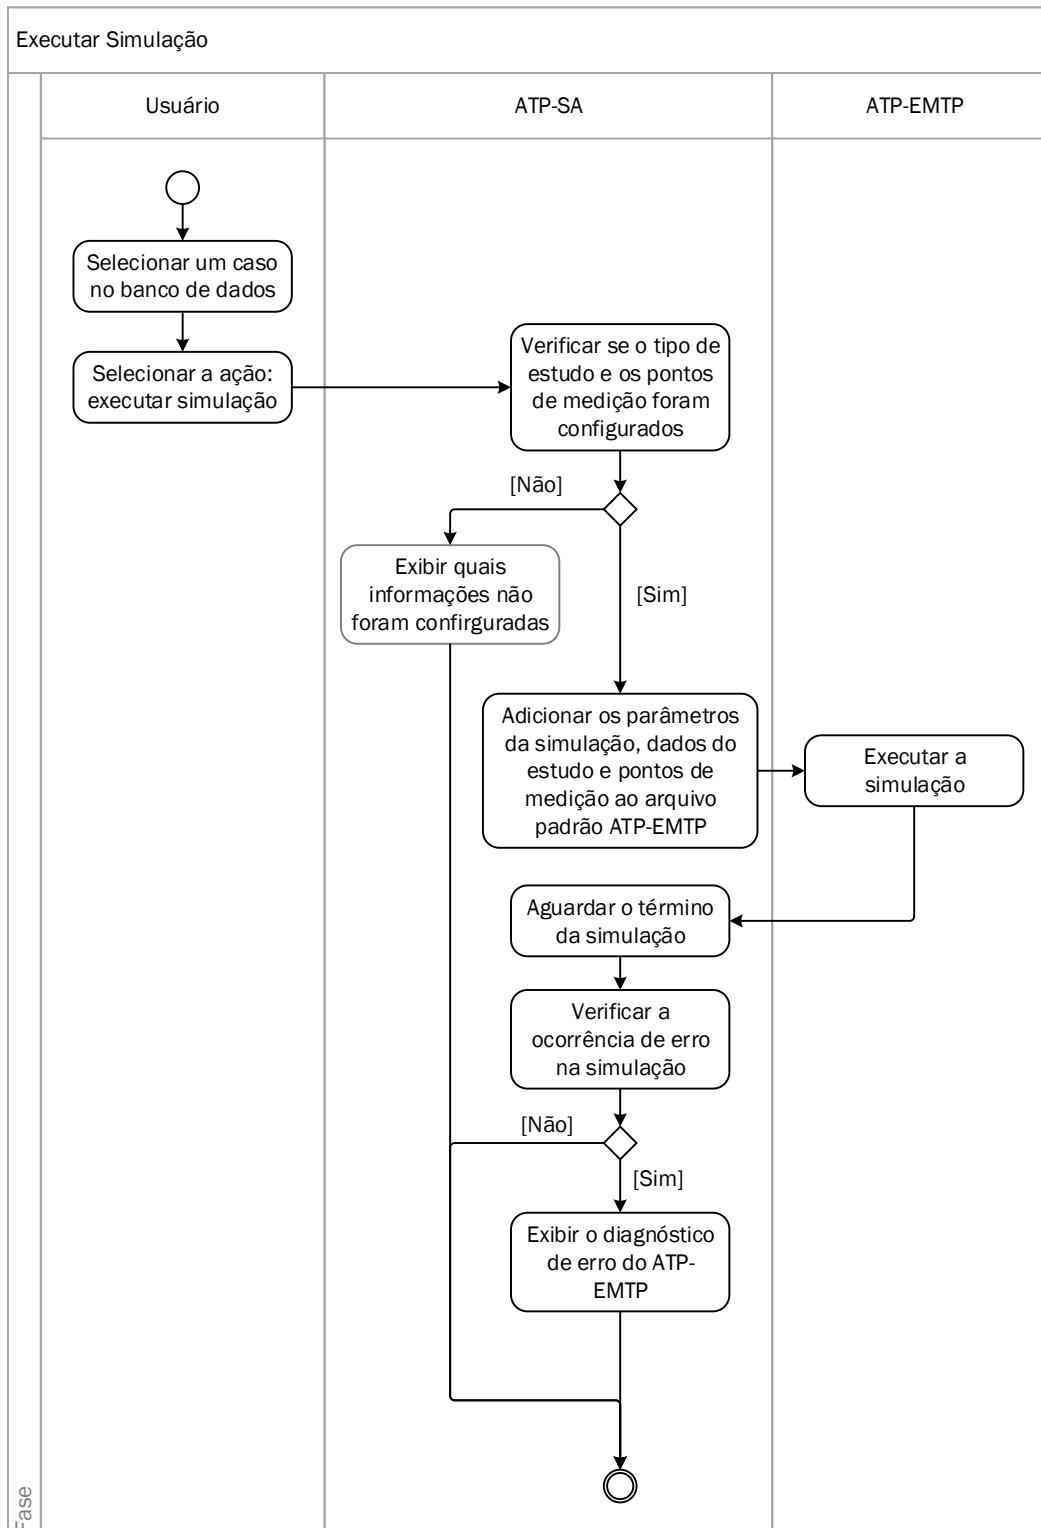 Executar Simulação
Usuário
ATP-SA
ATP-EMTP
Selecionar um caso
no banco de dados
Selecionar a ação:
executar simulação
Verificar se o tipo de
estudo e os pontos
de medição foram
configurados
[Não]
[Sim]
Exibir quais
informações não
foram confirguradas
Adicionar os parâmetros
da simulação, dados do
estudo e pontos de
medição ao arquivo
padrão ATP-EMTP
Executar a
simulação
Aguardar o término
da simulação
Verificar a
ocorrência de erro
na simulação
[Não]
[Sim]
Exibir o diagnóstico
de erro do ATP-
EMTP
Fase